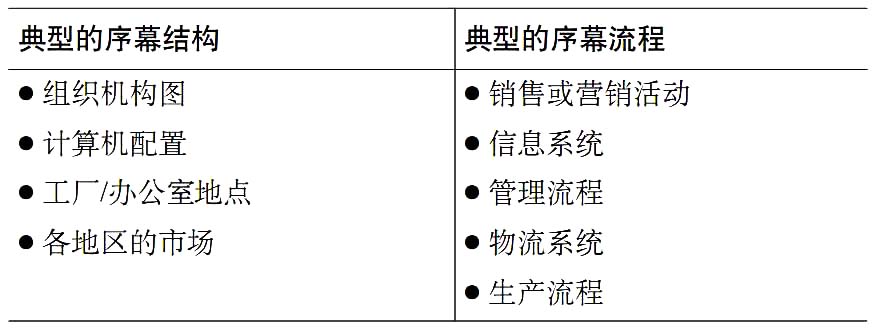 典型的序幕结构
典型的序幕流程
●组织机构图
●销售或营销活动
●计算机配置
●信息系统
●工厂/办公室地点
●管理流程
●各地区的市场
●物流系统
●生产流程